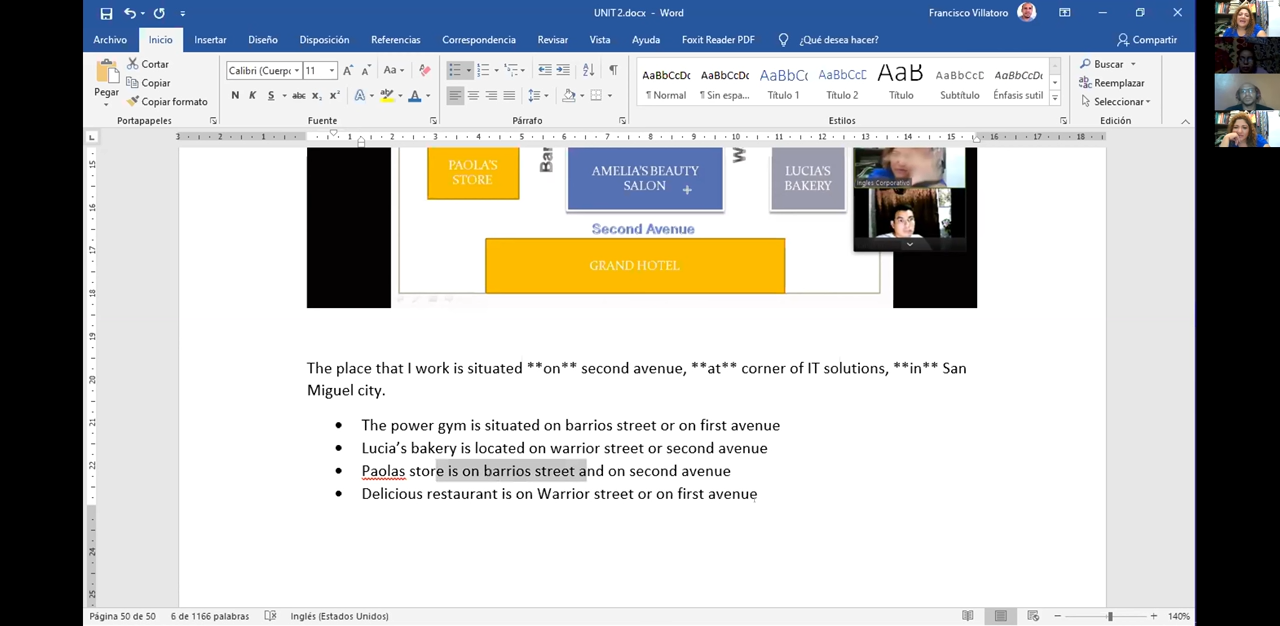 UNIT 2.docx - Word
Francisco Villatoro
Archivo Inicio Insertar Diseño Disposición Referencias Correspondencia Revisar Vista Ayuda Foxit Reader PDF ¿Qué desea hacer? Compartir
Pegar
Cortar
Copiar
Copiar formato
Portapapeles
Calibri (Cuerpo 11
N K S abc
Fuente
Párrafo
AaBbCcDc AaBbCcDc AaBbCc AaBbCcD AaB AaBbCcD AaBbCcDc
¶ Normal ¶ Sin espa... Título 1 Título 2 Título Subtítulo Énfasis sutil
Estilos
Buscar
Reemplazar
Seleccionar
Edición
PAOLA'S
STORE
AMELIA'S BEAUTY
SALON
LUCIA'S
BAKERY
Ingles Corporativo
Second Avenue
GRAND HOTEL
The place that I work is situated **on** second avenue, **at** corner of IT solutions, **in** San
Miguel city.
• The power gym is situated on barrios street or on first avenue
• Lucia's bakery is located on warrior street or second avenue
• Paolas store is on barrios street and on second avenue
• Delicious restaurant is on Warrior street or on first avenue
Página 50 de 50 6 de 1166 palabras Inglés (Estados Unidos) 140%